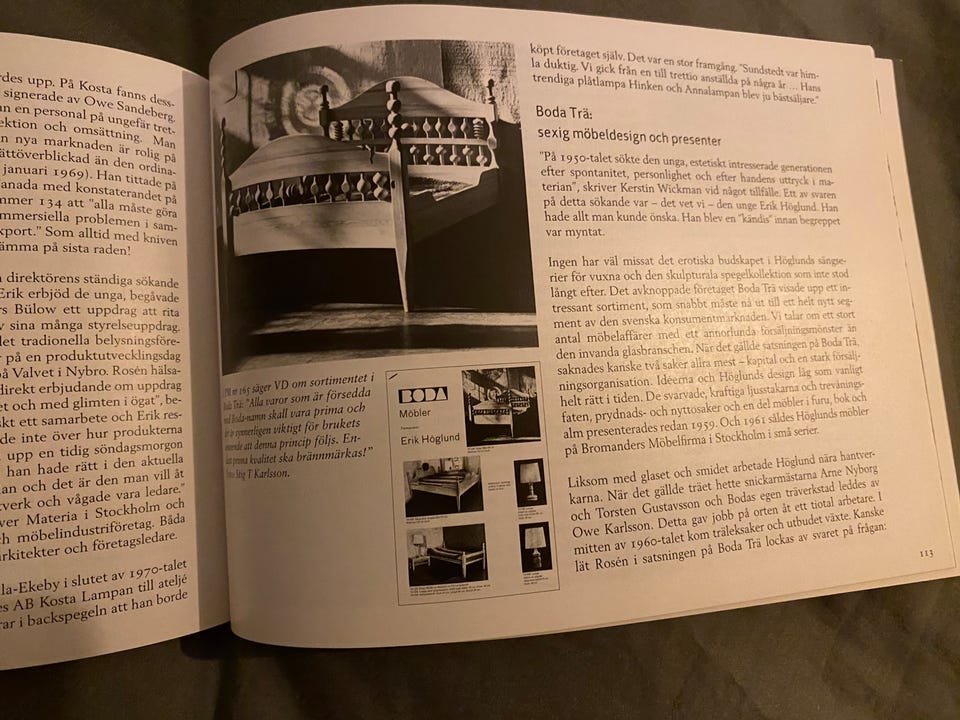 rdes upp. På Kosta fanns dess-
signerade av Owe Sandeberg.
an en personal på ungefär tret-
ektion och omsättning. Man
n nya marknaden är rolig på
ättöverblickad än den ordina-
januari 1969). Han tittade på
anada med konstaterandet på
mmer 134 att "alla måste göra
mmersiella problemen i sam-
xport." Som alltid med kniven
ämma på sista raden!
direktörens ständiga sökande
Erik erbjöd de unga, begåvade
rs Bülow ett uppdrag att rita
v sina många styrelseuppdrag.
let tradionella belysningsföre-
r på en produktutvecklingsdag
på Valvet i Nybro. Rosén hälsa-
direkt erbjudande om uppdrag
et och med glimten i ögat", be-
skt ett samarbete och Erik res-
de inte över hur produkterna
upp en tidig söndagsmorgon
han hade rätt i den aktuella
an och det är den man vill åt
tverk och vågade vara ledare."
ver Materia i Stockholm och
ch möbelindustriföretag. Båda
rkitekter och företagsledare.
lla-Ekeby i slutet av 1970-talet
es AB Kosta Lampan till ateljé
rar i backspegeln att han borde
På nr 165 säger VD om sortimentet i
Boda Trä: "Alla varor som är försedda
med Boda-namn skall vara prima och
det är synnerligen viktigt för brukets
anseende att denna princip följs. En-
dast prima kvalitet ska brännmärkas!"
Stig T Karlsson.
BODA
Möbler
Erik Höglund
köpt företaget själv. Det var en stor framgång. "Sundstedt var him-
la duktig. Vi gick från en till trettio anställda på några år … Hans
trendiga plåtlampa Hinken och Annalampan blev ju bästsäljare."
Boda Trä:
sexig möbeldesign och presenter
"På 1950-talet sökte den unga, estetiskt intresserade generationen
efter spontanitet, personlighet och efter handens uttryck i ma-
terian", skriver Kerstin Wickman vid något tillfälle. Ett av svaren
på detta sökande var – det vet vi – den unge Erik Höglund. Han
hade allt man kunde önska. Han blev en "kändis" innan begreppet
var myntat.
Ingen har väl missat det erotiska budskapet i Höglunds sängse-
rier för vuxna och den skulpturala spegelkollektion som inte stod
långt efter. Det avknoppade företaget Boda Trä visade upp ett in-
tressant sortiment, som snabbt måste nå ut till ett helt nytt seg-
ment av den svenska konsumentmarknaden. Vi talar om ett stort
antal möbelaffärer med ett annorlunda försäljningsmönster än
den invanda glasbranschen. När det gällde satsningen på Boda Trä,
saknades kanske två saker allra mest – kapital och en stark försälj-
ningsorganisation. Ideerna och Höglunds design låg som vanligt
helt rätt i tiden. De svarvade, kraftiga ljusstakarna och trevånings-
faten, prydnads- och nyttosaker och en del möbler i furu, bok och
alm presenterades redan 1959. Och 1961 såldes Höglunds möbler
på Bromanders Möbelfirma i Stockholm i små serier.
Liksom med glaset och smidet arbetade Höglund nära hantver-
karna. När det gällde träet hette snickarmästarna Arne Nyborg
och Torsten Gustavsson och Bodas egen träverkstad leddes av
Owe Karlsson. Detta gav jobb på orten åt ett tiotal arbetare. I
mitten av 1960-talet kom träleksaker och utbudet växte. Kanske
lät Rosén i satsningen på Boda Trä lockas av svaret på frågan:
113